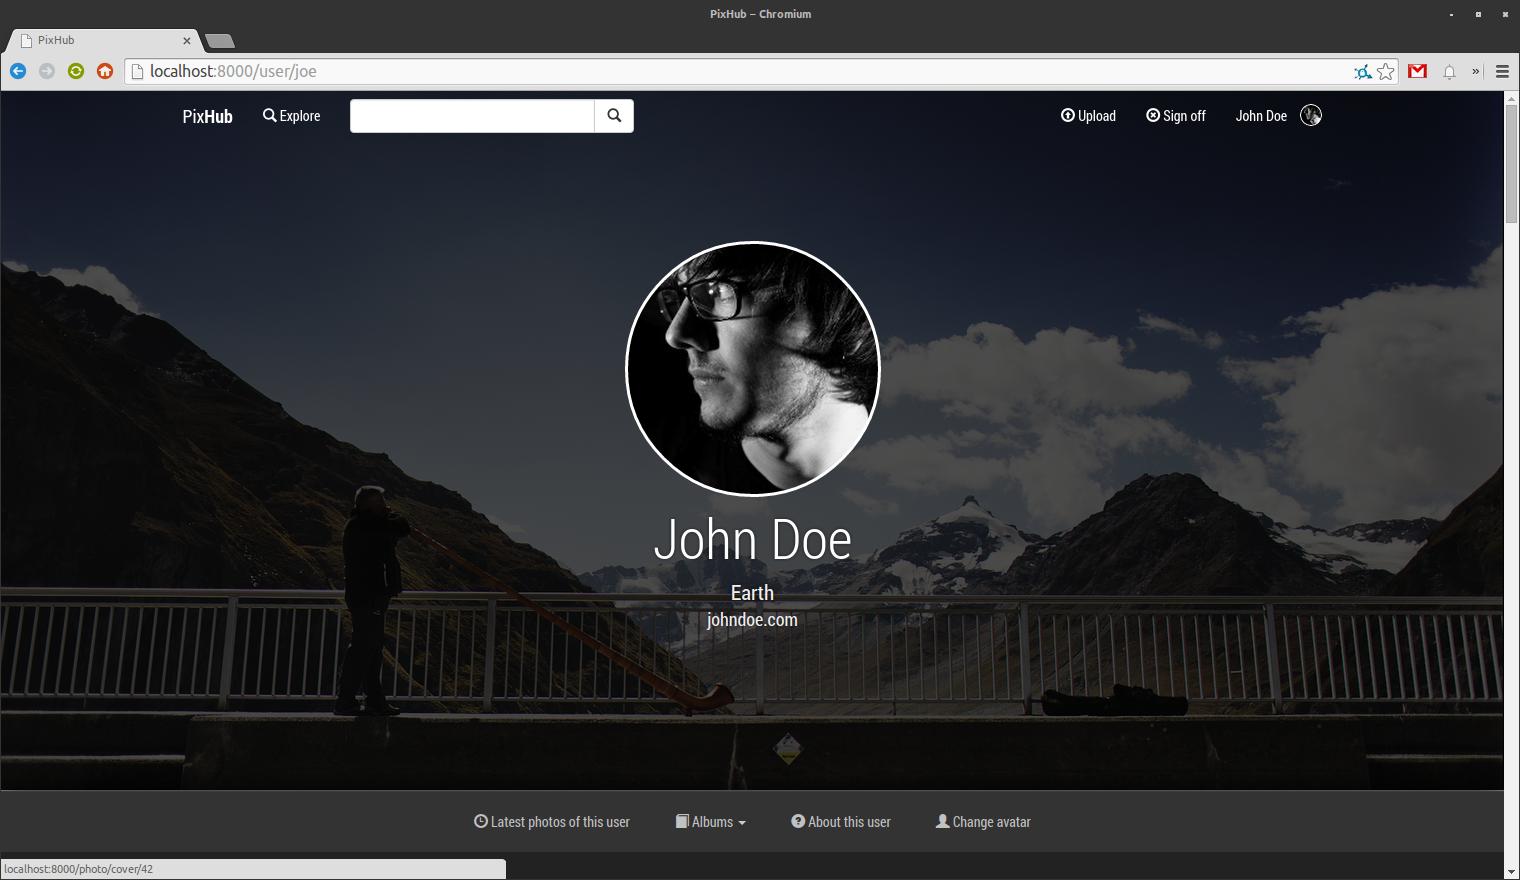 PixHub – Chromium
PixHub
localhost:8000/user/joe
PixHub Explore Upload Sign off John Doe
John Doe
Earth
johndoe.com
Latest photos of this user Albums About this user Change avatar
localhost:8000/photo/cover/42